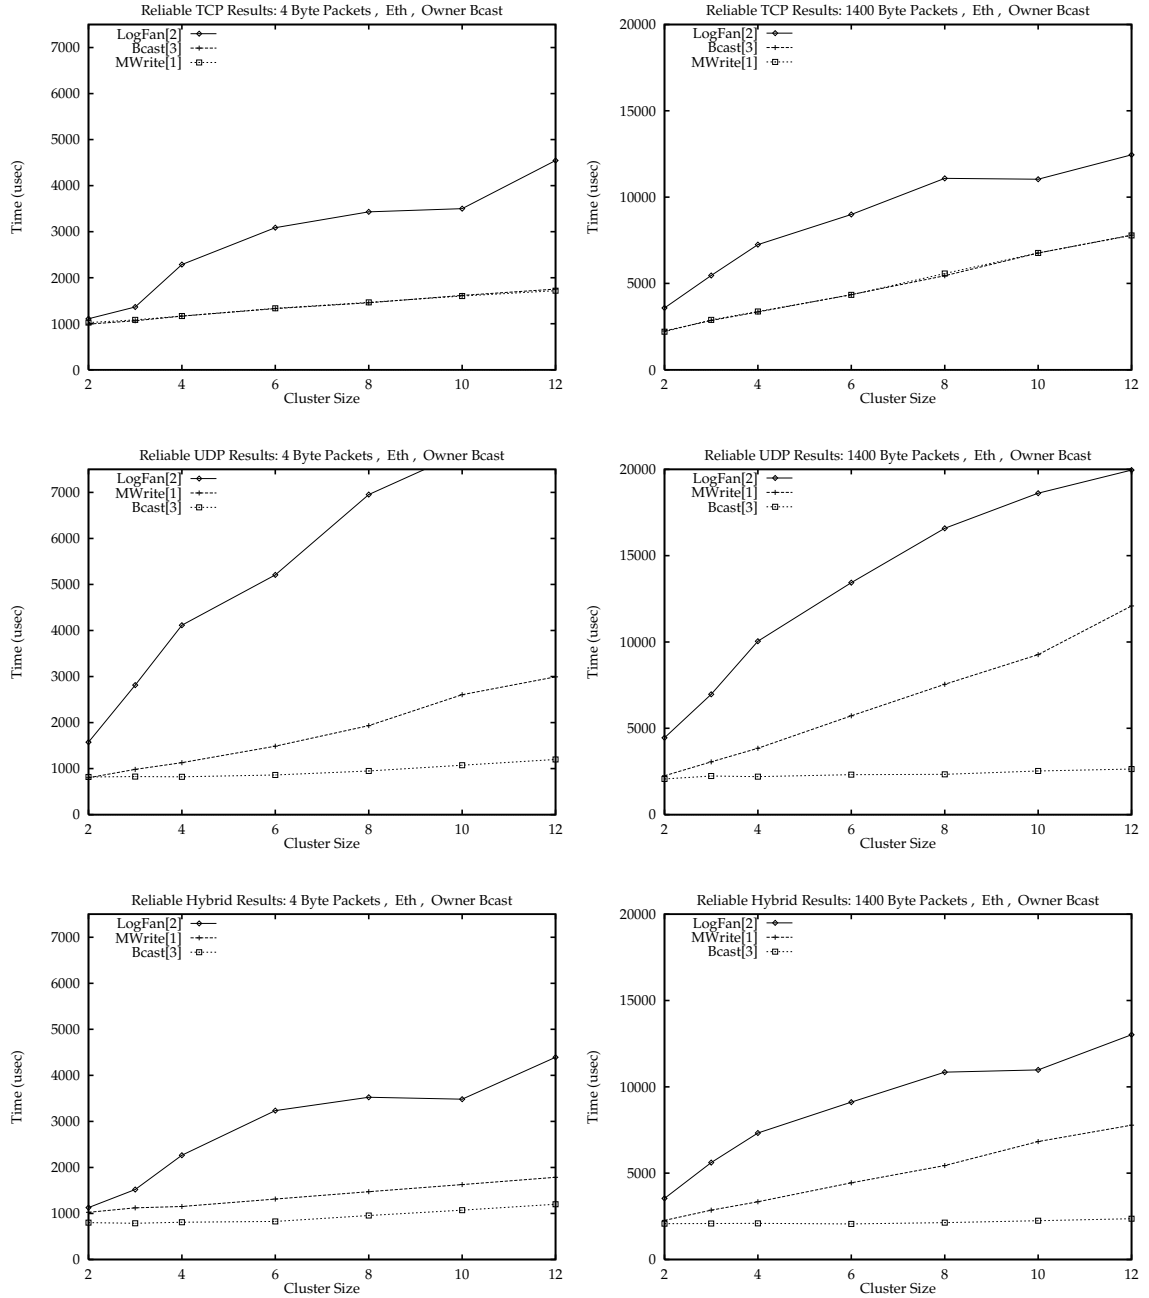 Reliable TCP Results: 4 Byte Packets , Eth , Owner Bcast
LogFan[2]
Bcast[3]
MWrite[1]
7000
6000
5000
4000
3000
2000
1000
0
Time (usec)
2 4 6 8 10 12
Cluster Size
Reliable TCP Results: 1400 Byte Packets , Eth , Owner Bcast
LogFan[2]
Bcast[3]
MWrite[1]
20000
15000
10000
5000
0
Time (usec)
2 4 6 8 10 12
Cluster Size
Reliable UDP Results: 4 Byte Packets , Eth , Owner Bcast
LogFan[2]
MWrite[1]
Bcast[3]
7000
6000
5000
4000
3000
2000
1000
0
Time (usec)
2 4 6 8 10 12
Cluster Size
Reliable UDP Results: 1400 Byte Packets , Eth , Owner Bcast
LogFan[2]
MWrite[1]
Bcast[3]
20000
15000
10000
5000
0
Time (usec)
2 4 6 8 10 12
Cluster Size
Reliable Hybrid Results: 4 Byte Packets , Eth , Owner Bcast
LogFan[2]
MWrite[1]
Bcast[3]
7000
6000
5000
4000
3000
2000
1000
0
Time (usec)
2 4 6 8 10 12
Cluster Size
Reliable Hybrid Results: 1400 Byte Packets , Eth , Owner Bcast
LogFan[2]
MWrite[1]
Bcast[3]
20000
15000
10000
5000
0
Time (usec)
2 4 6 8 10 12
Cluster Size